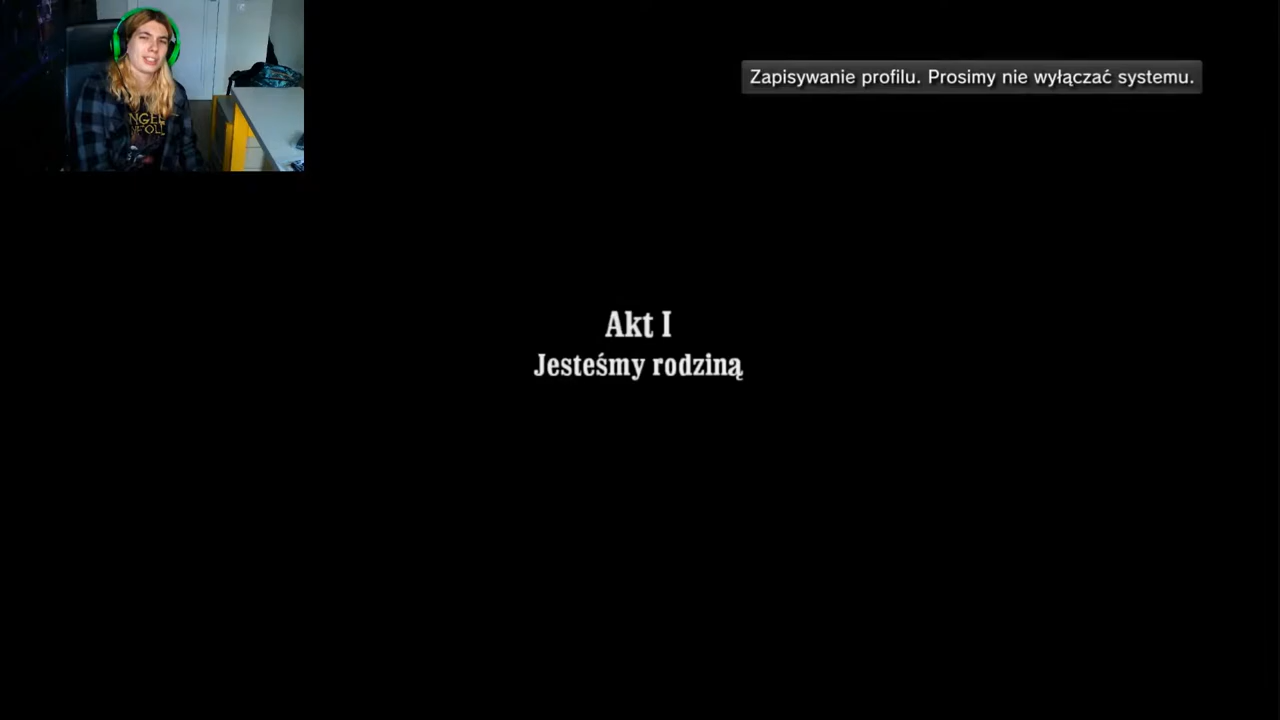 Zapisywanie profilu. Prosimy nie wyłączać systemu.
Akt I
Jesteśmy rodziną